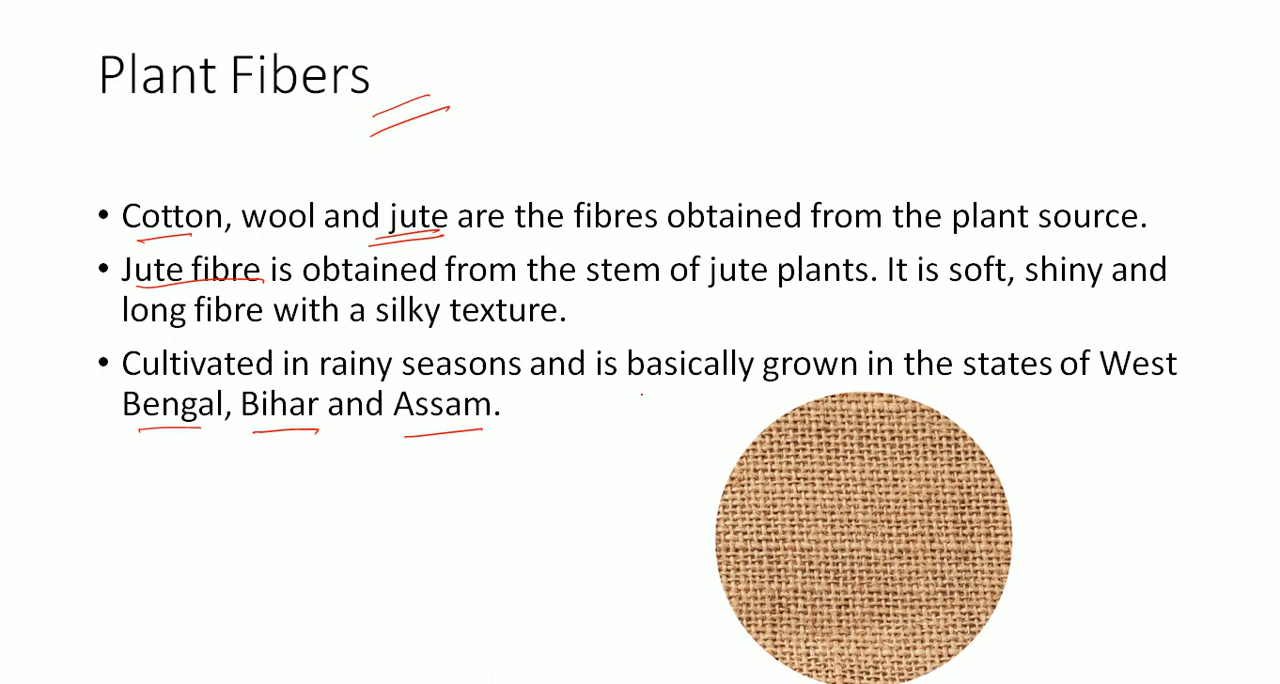 Plant Fibers
• Cotton, wool and jute are the fibres obtained from the plant source.
• Jute fibre is obtained from the stem of jute plants. It is soft, shiny and
long fibre with a silky texture.
• Cultivated in rainy seasons and is basically grown in the states of West
Bengal, Bihar and Assam.